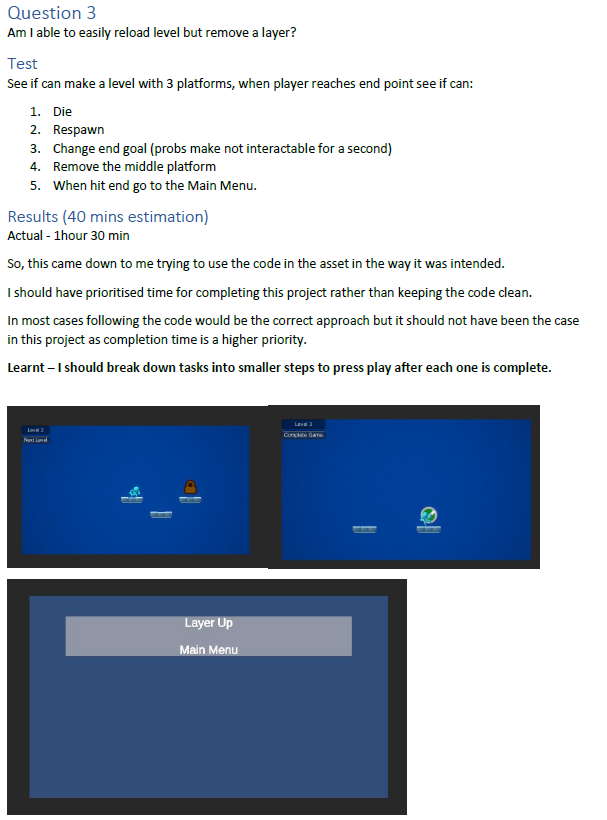 Question 3
Am I able to easily reload level but remove a layer?
Test
See if can make a level with 3 platforms, when player reaches end point see if can:
1. Die
2. Respawn
3. Change end goal (probs make not interactable for a second)
4. Remove the middle platform
5. When hit end go to the Main Menu.
Results (40 mins estimation)
Actual - 1hour 30 min
So, this came down to me trying to use the code in the asset in the way it was intended.
I should have prioritised time for completing this project rather than keeping the code clean.
In most cases following the code would be the correct approach but it should not have been the case
in this project as completion time is a higher priority.
Learnt – I should break down tasks into smaller steps to press play after each one is complete.
Level 2
Next Level
Level 3
Complete Game
Layer Up
Main Menu